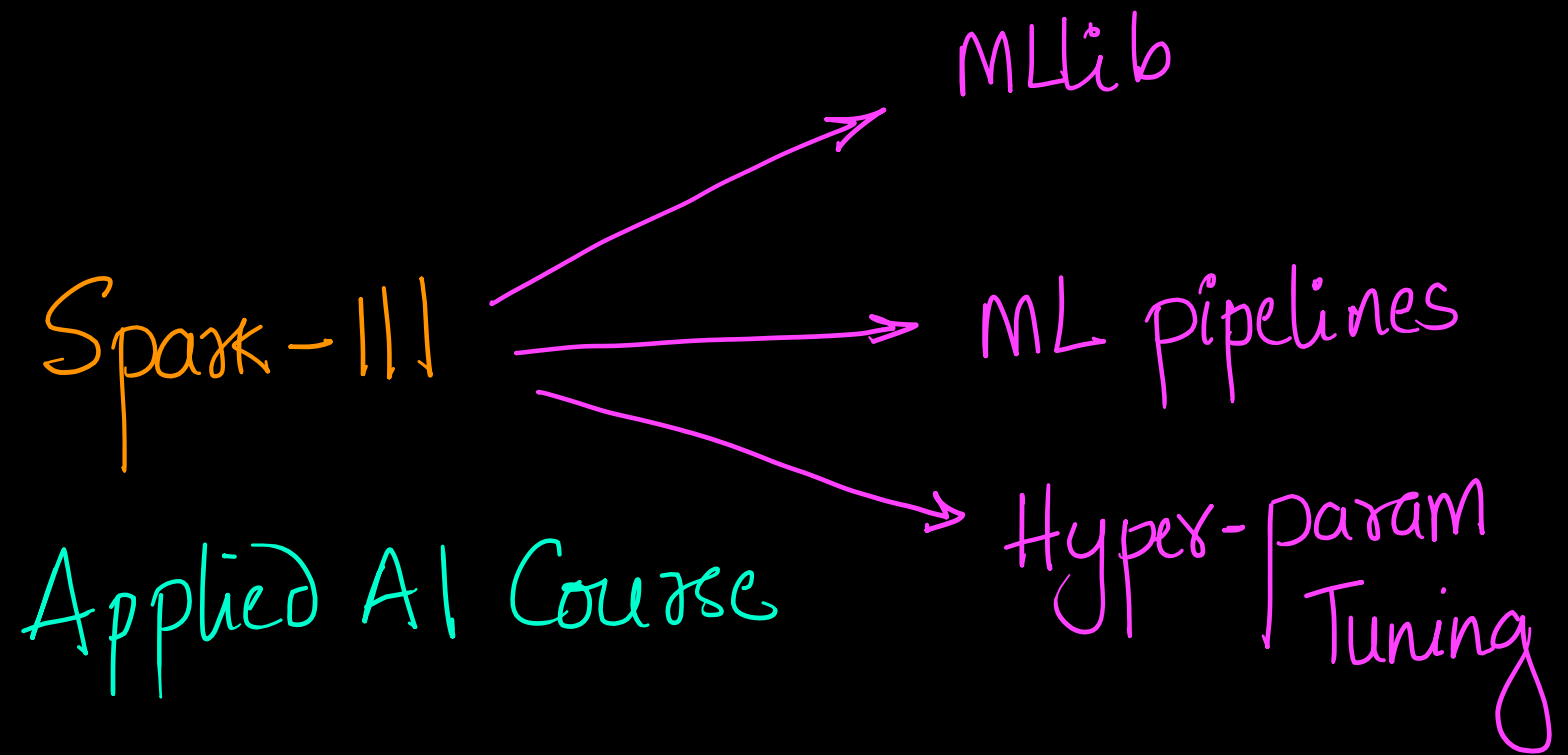 Spark-III
Applied AI Course
MLlib
ML pipelines
Hyper-param
Tuning